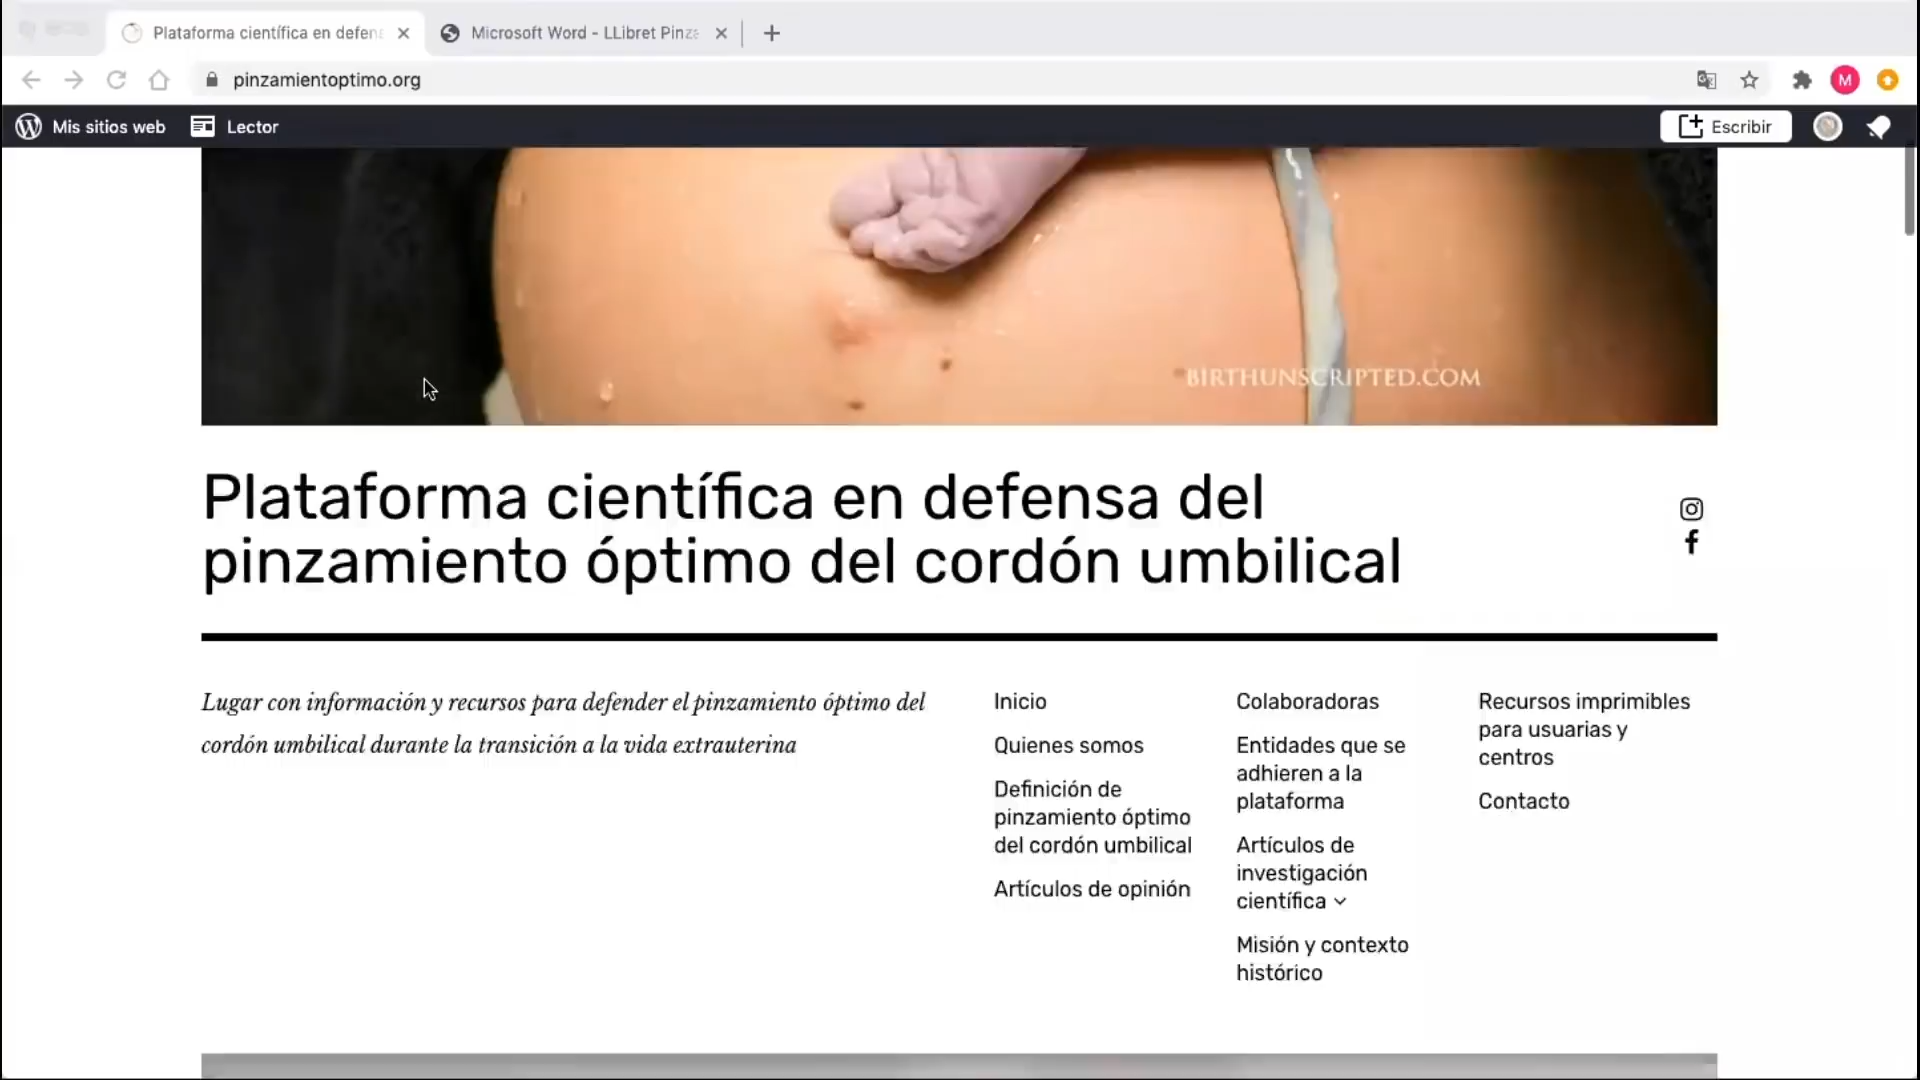 Plataforma científica en defens
Microsoft Word - LLibret Pinz
pinzamientoptimo.org
M
Mis sitios web
Lector
Escribir
BIRTHUNSCRIPTED.COM
Plataforma científica en defensa del
pinzamiento óptimo del cordón umbilical
Lugar con información y recursos para defender el pinzamiento óptimo del
cordón umbilical durante la transición a la vida extrauterina
Inicio
Quienes somos
Definición de
pinzamiento óptimo
del cordón umbilical
Artículos de opinión
Colaboradoras
Entidades que se
adhieren a la
plataforma
Artículos de
investigación
científica
Misión y contexto
histórico
Recursos imprimibles
para usuarias y
centros
Contacto